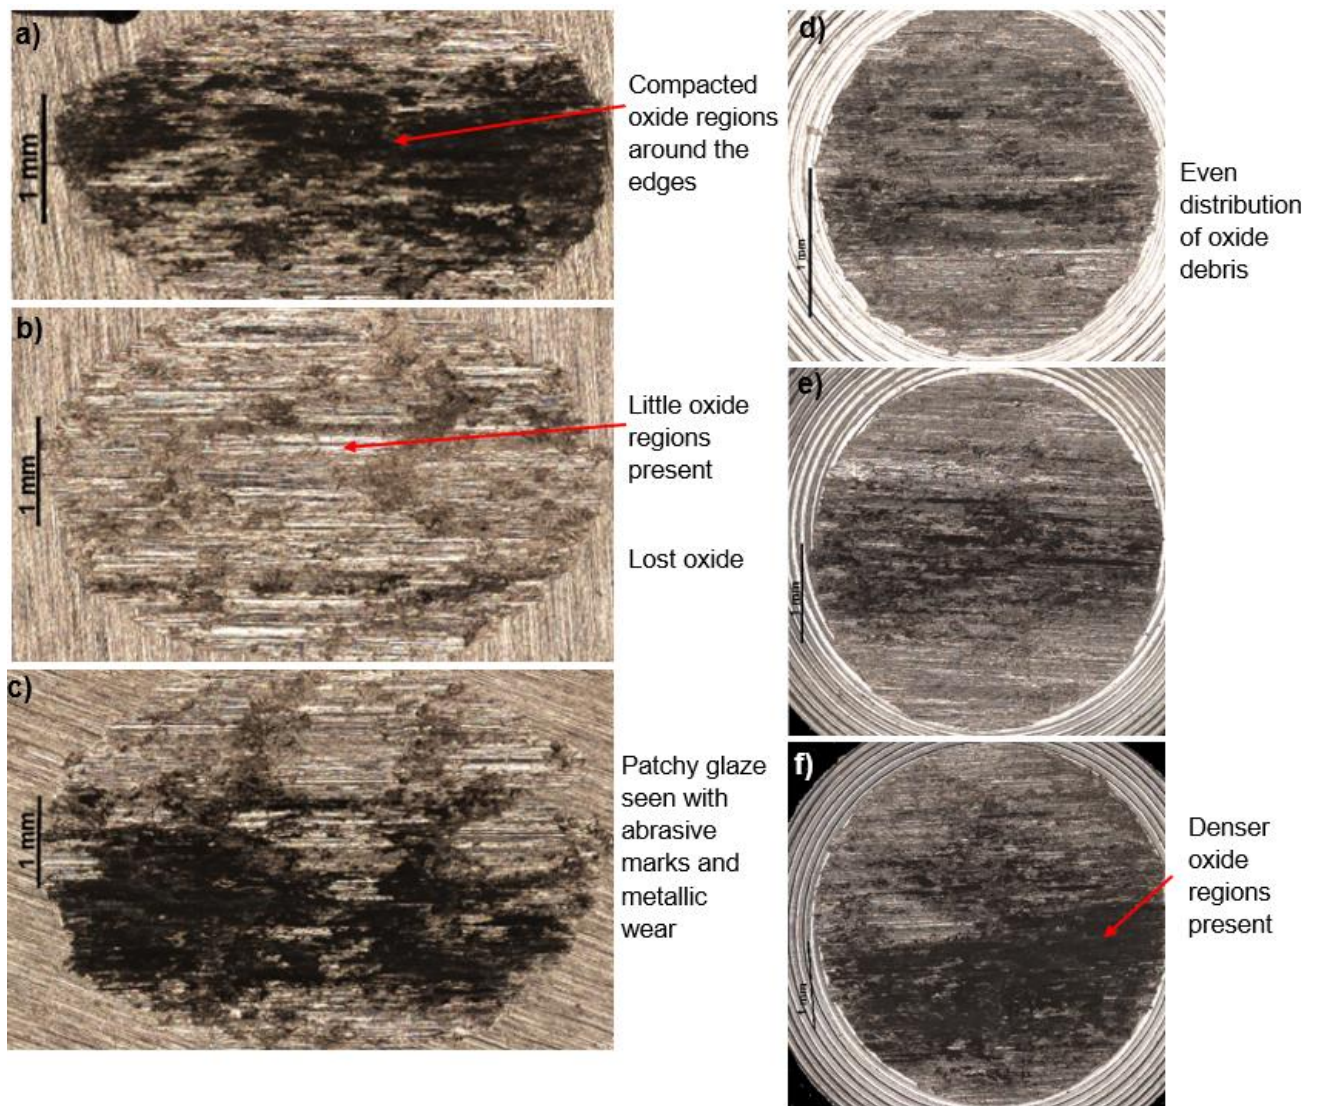 a)
1 mm
Compacted
oxide regions
around the
edges
b)
1 mm
Little oxide
regions
present
Lost oxide
c)
1 mm
Patchy glaze
seen with
abrasive
marks and
metallic
wear
d)
1 mm
Even
distribution
of oxide
debris
e)
1 mm
f)
1 mm
Denser
oxide
regions
present